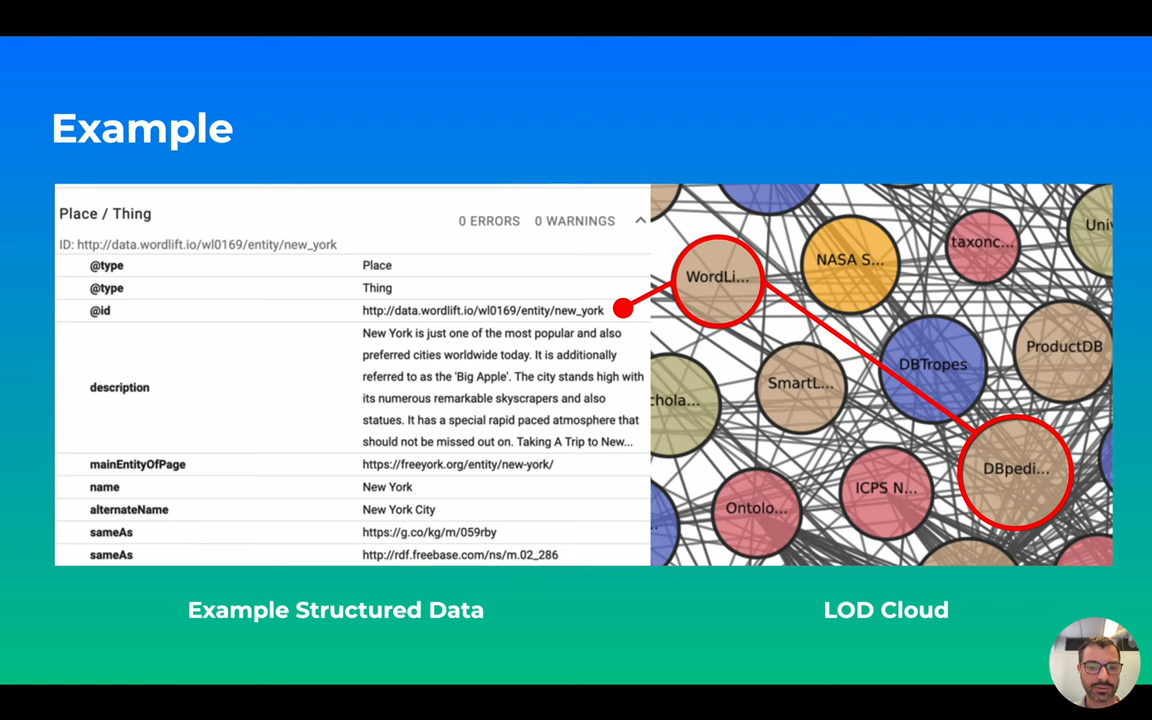 Example
Place / Thing
0 ERRORS 0 WARNINGS
ID: http://data.wordlift.io/wl0169/entity/new_york
@type Place
@type Thing
@id http://data.wordlift.io/wl0169/entity/new_york
description
New York is just one of the most popular and also
preferred cities worldwide today. It is additionally
referred to as the 'Big Apple'. The city stands high with
its numerous remarkable skyscrapers and also
statues. It has a special rapid paced atmosphere that
should not be missed out on. Taking A Trip to New...
mainEntityOfPage https://freeyork.org/entity/new-york/
name New York
alternateName New York City
sameAs https://g.co/kg/m/059rby
sameAs http://rdf.freebase.com/ns/m.02_286
WordLi...
NASA S...
taxonc...
Univ
SmartL...
DBTropes
ProductDB
chola...
Ontolo...
ICPS N...
DBpedi...
Example Structured Data
LOD Cloud